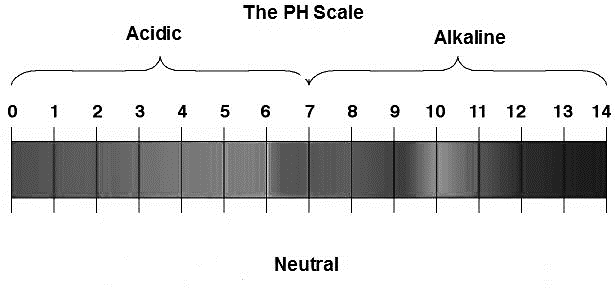 The PH Scale
Acidic Alkaline
0 1 2 3 4 5 6 7 8 9 10 11 12 13 14
Neutral